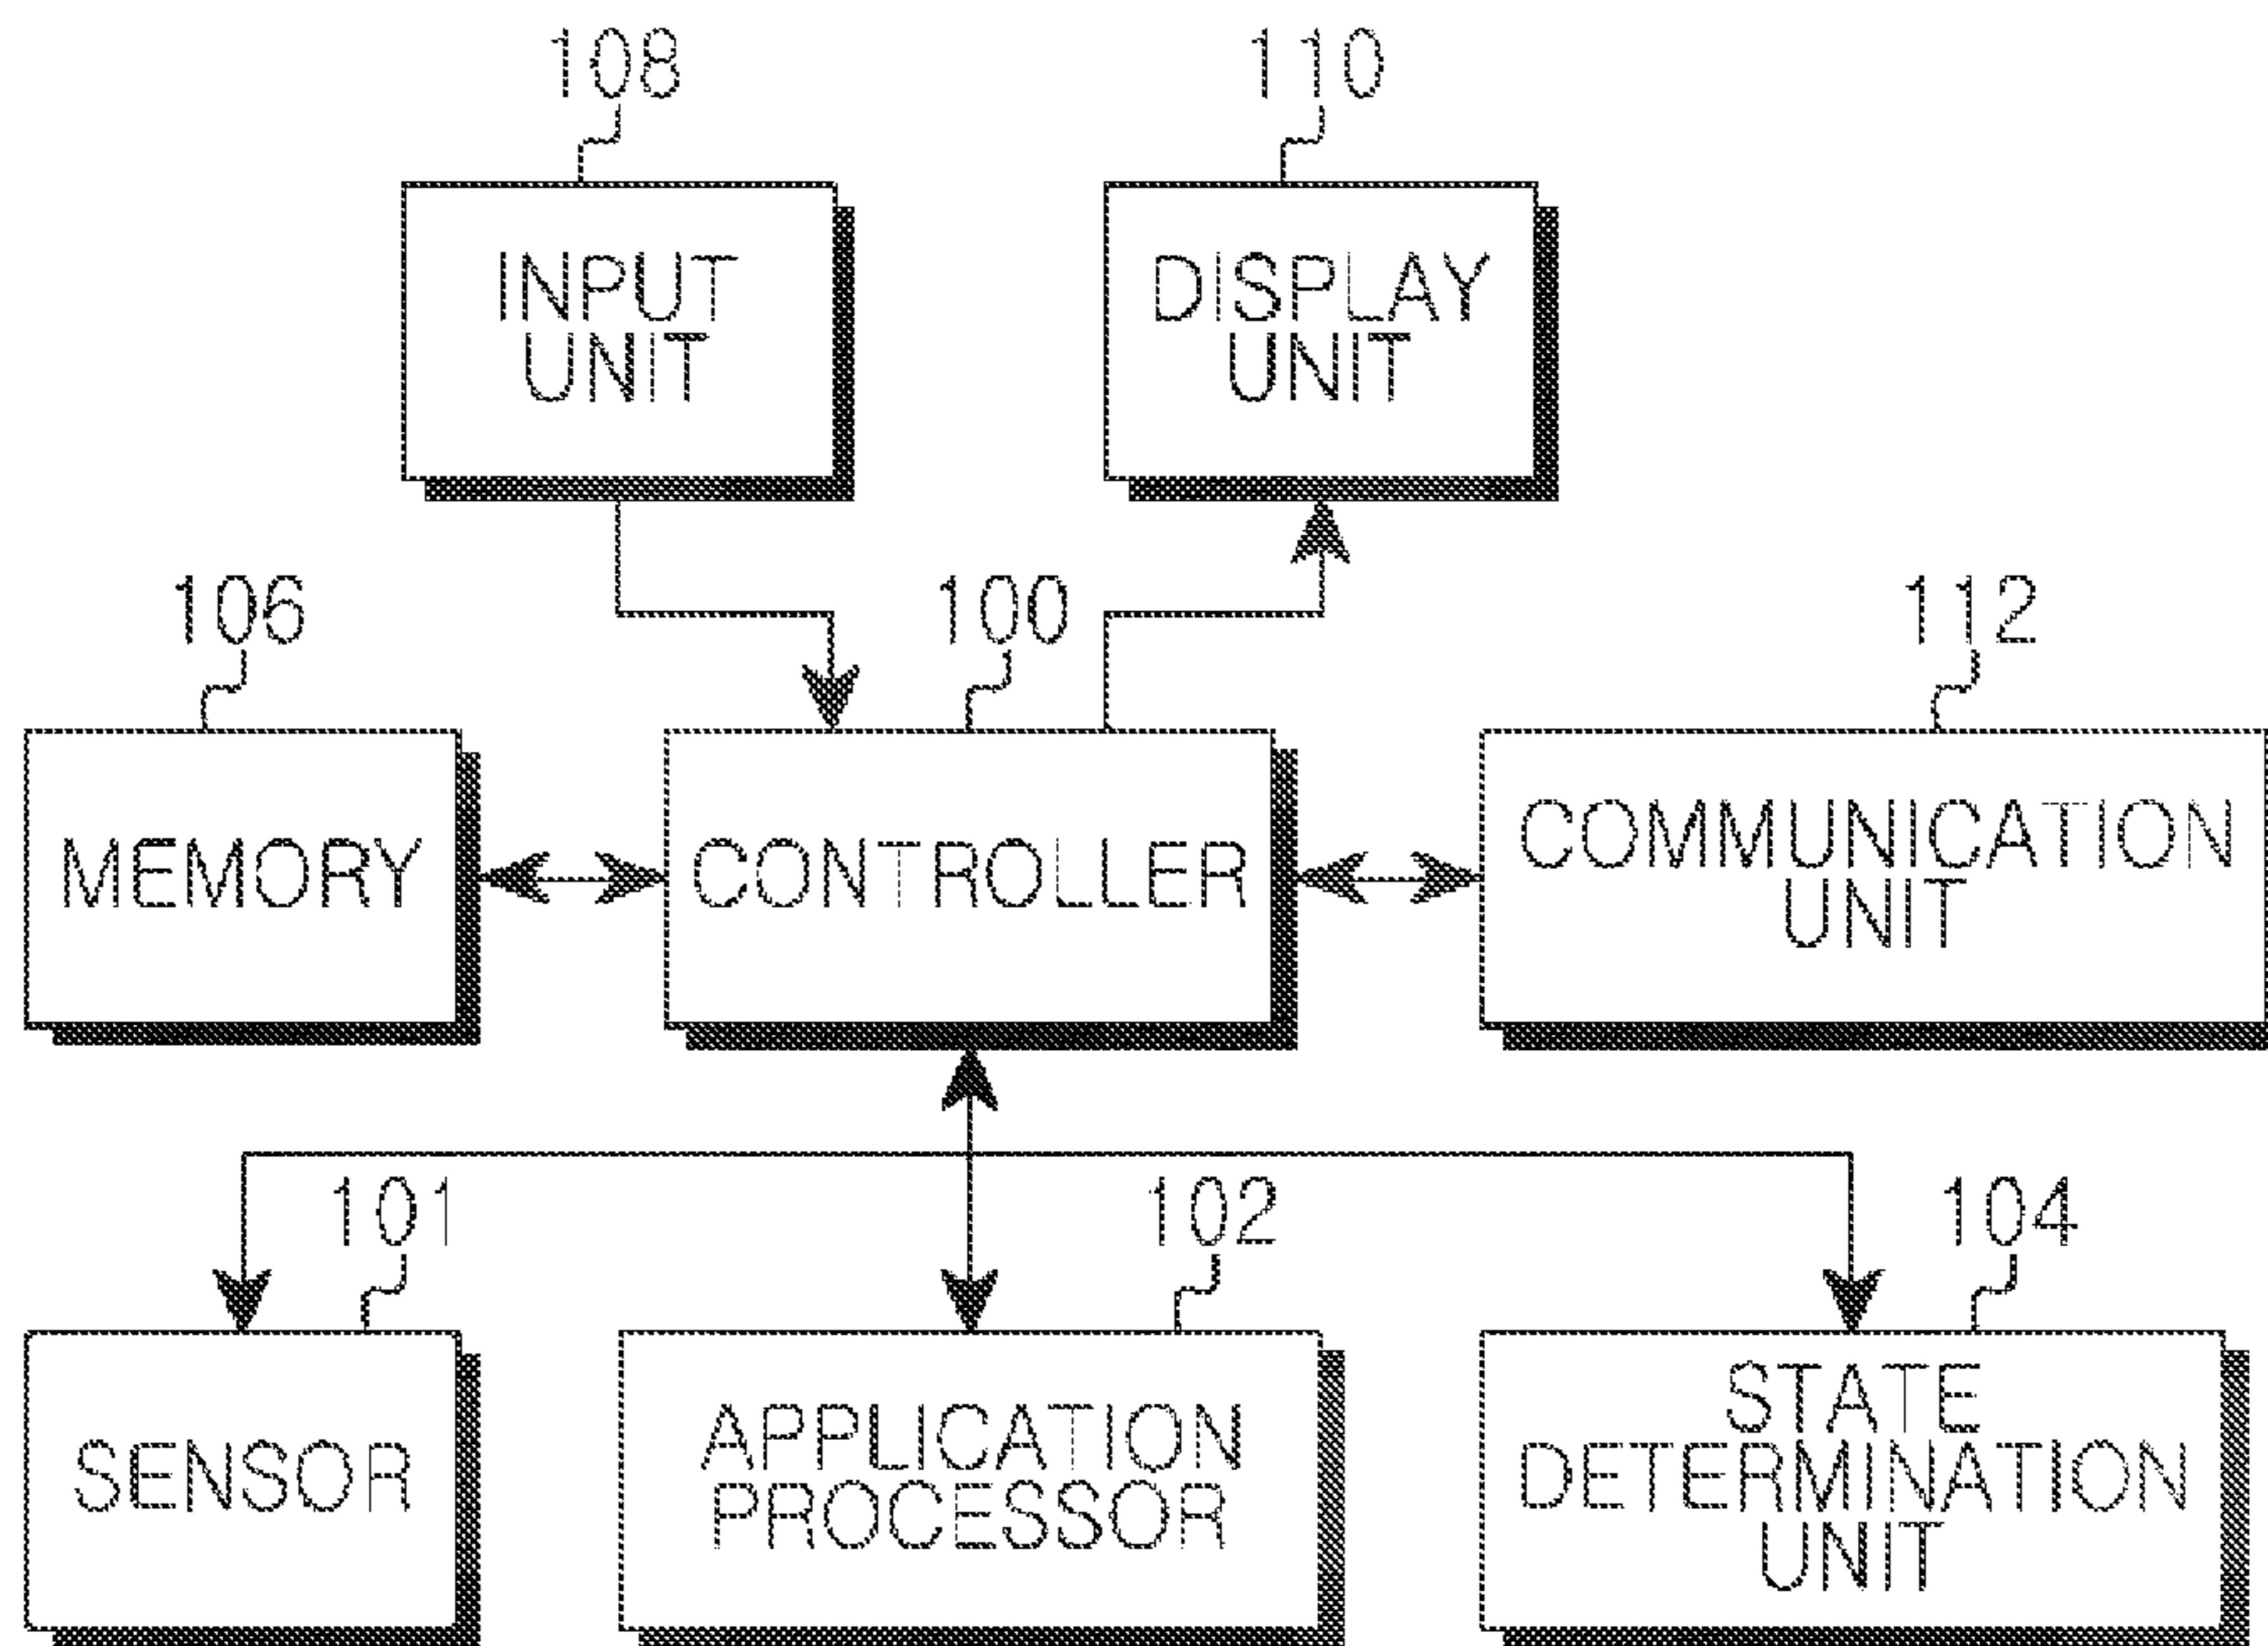 108
110
INPUT
UNIT
DISPLAY
UNIT
106
100
112
MEMORY
CONTROLLER
COMMUNICATION
UNIT
101
102
104
SENSOR
APPLICATION
PROCESSOR
STATE
DETERMINATION
UNIT